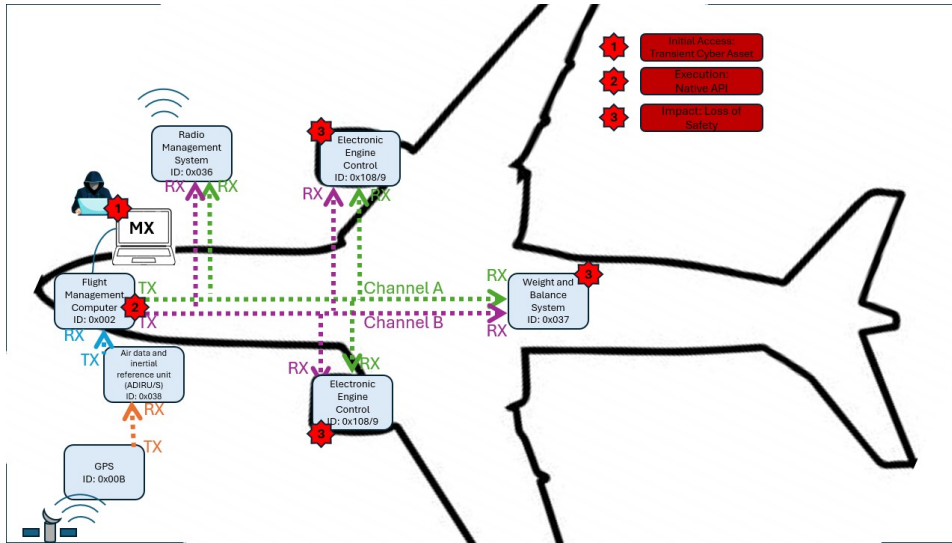 1
Initial Access:
Transient Cyber Asset
2
Execution:
Native API
3
Impact: Loss of
Safety
Radio
Management
System
ID: 0x036
RX
RX
3
Electronic
Engine
Control
ID: 0x108/9
RX
RX
1
MX
Flight
Management
Computer
ID: 0x002
2
TX
TX
Channel A
Channel B
RX
RX
Weight and
Balance
System
ID: 0x037
3
RX
TX
Air data and
inertial
reference unit
(ADIRU/S)
ID: 0x038
RX
TX
GPS
ID: 0x00B
RX
RX
Electronic
Engine
Control
ID: 0x108/9
3